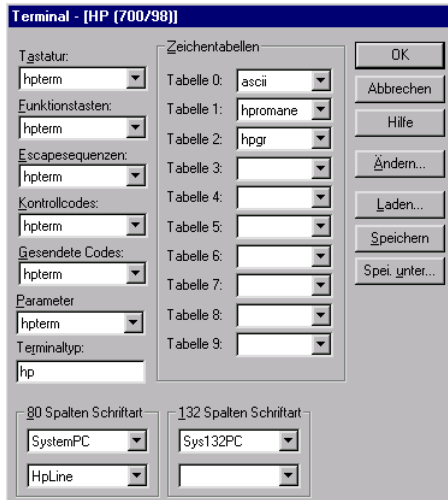 Terminal - [HP (700/98)]
Tastatur:
hpterm
Funktionstasten:
hpterm
Escapesequenzen:
hpterm
Kontrollcodes:
hpterm
Gesendete Codes:
hpterm
Parameter
hpterm
Terminaltyp:
hp
Zeichentabellen
Tabelle 0: ascii
Tabelle 1: hpromane
Tabelle 2: hpgr
Tabelle 3:
Tabelle 4:
Tabelle 5:
Tabelle 6:
Tabelle 7:
Tabelle 8:
Tabelle 9:
OK
Abbrechen
Hilfe
Ändern...
Laden...
Speichern
Spei. unter...
80 Spalten Schriftart
SystemPC
HpLine
132 Spalten Schriftart
Sys132PC